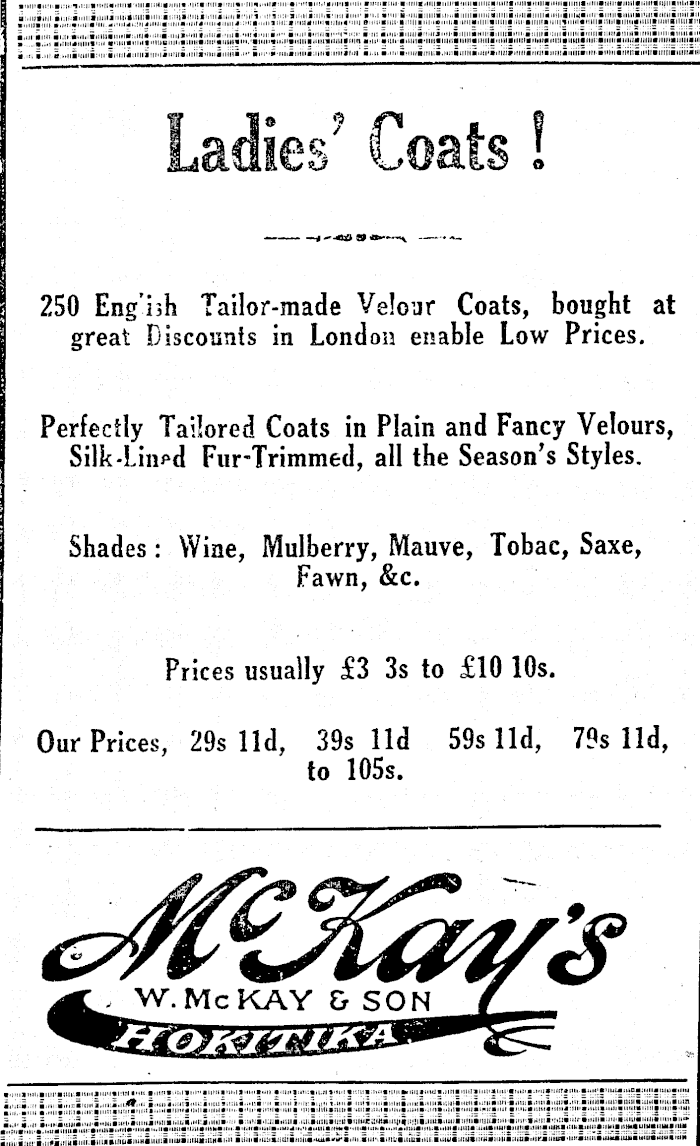 Ladies' Coats !
250 English Tailor-made Velour Coats, bought at
great Discounts in London enable Low Prices.
Perfectly Tailored Coats in Plain and Fancy Velours,
Silk-Lined Fur-Trimmed, all the Season's Styles.
Shades : Wine, Mulberry, Mauve, Tobac, Saxe,
Fawn, &c.
Prices usually £3 3s to £10 10s.
Our Prices, 29s 11d, 39s 11d 59s 11d, 79s 11d,
to 105s.
McKay's
W. McKAY & SON
HOKITIKA